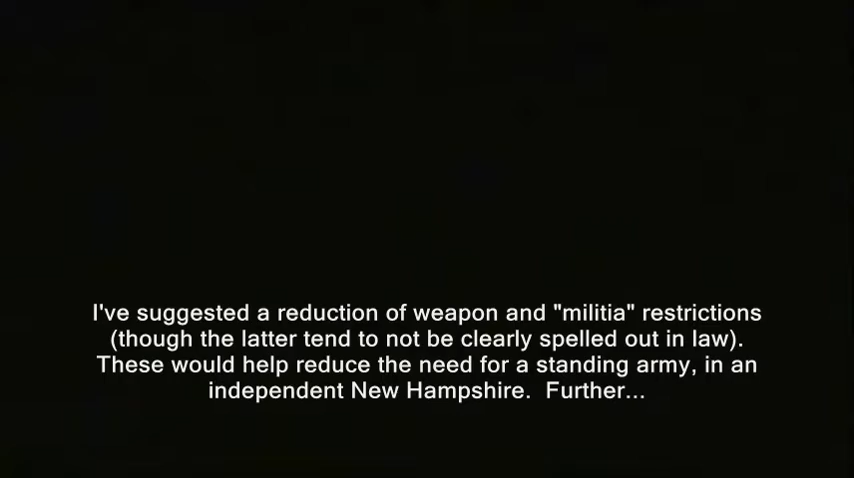 I've suggested a reduction of weapon and "militia" restrictions
(though the latter tend to not be clearly spelled out in law).
These would help reduce the need for a standing army, in an
independent New Hampshire.  Further...